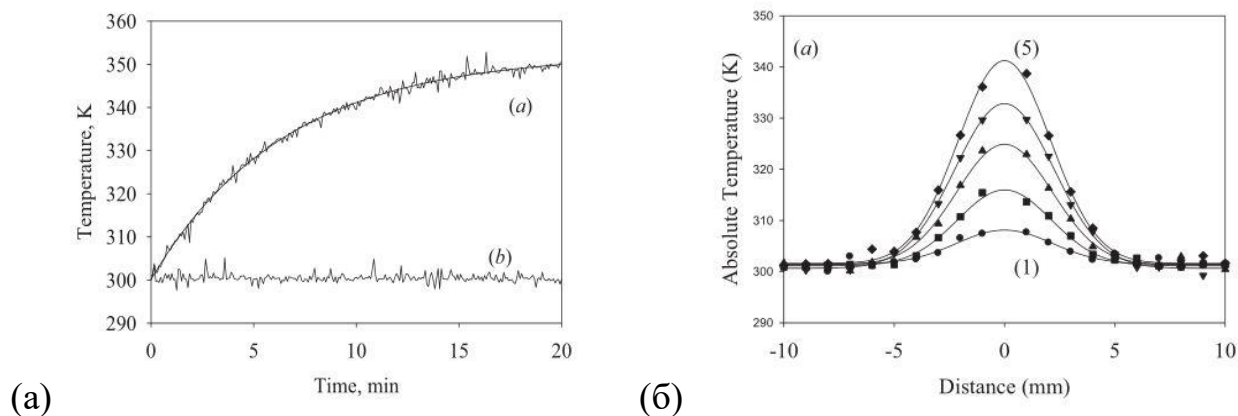 360
350
340
330
320
310
300
290
Temperature, K
(a)
(b)
0 5 10 15 20
Time, min
(а)
350
340
330
320
310
300
290
Absolute Temperature (K)
(a)
(5)
(1)
-10 -5 0 5 10
Distance (mm)
(б)